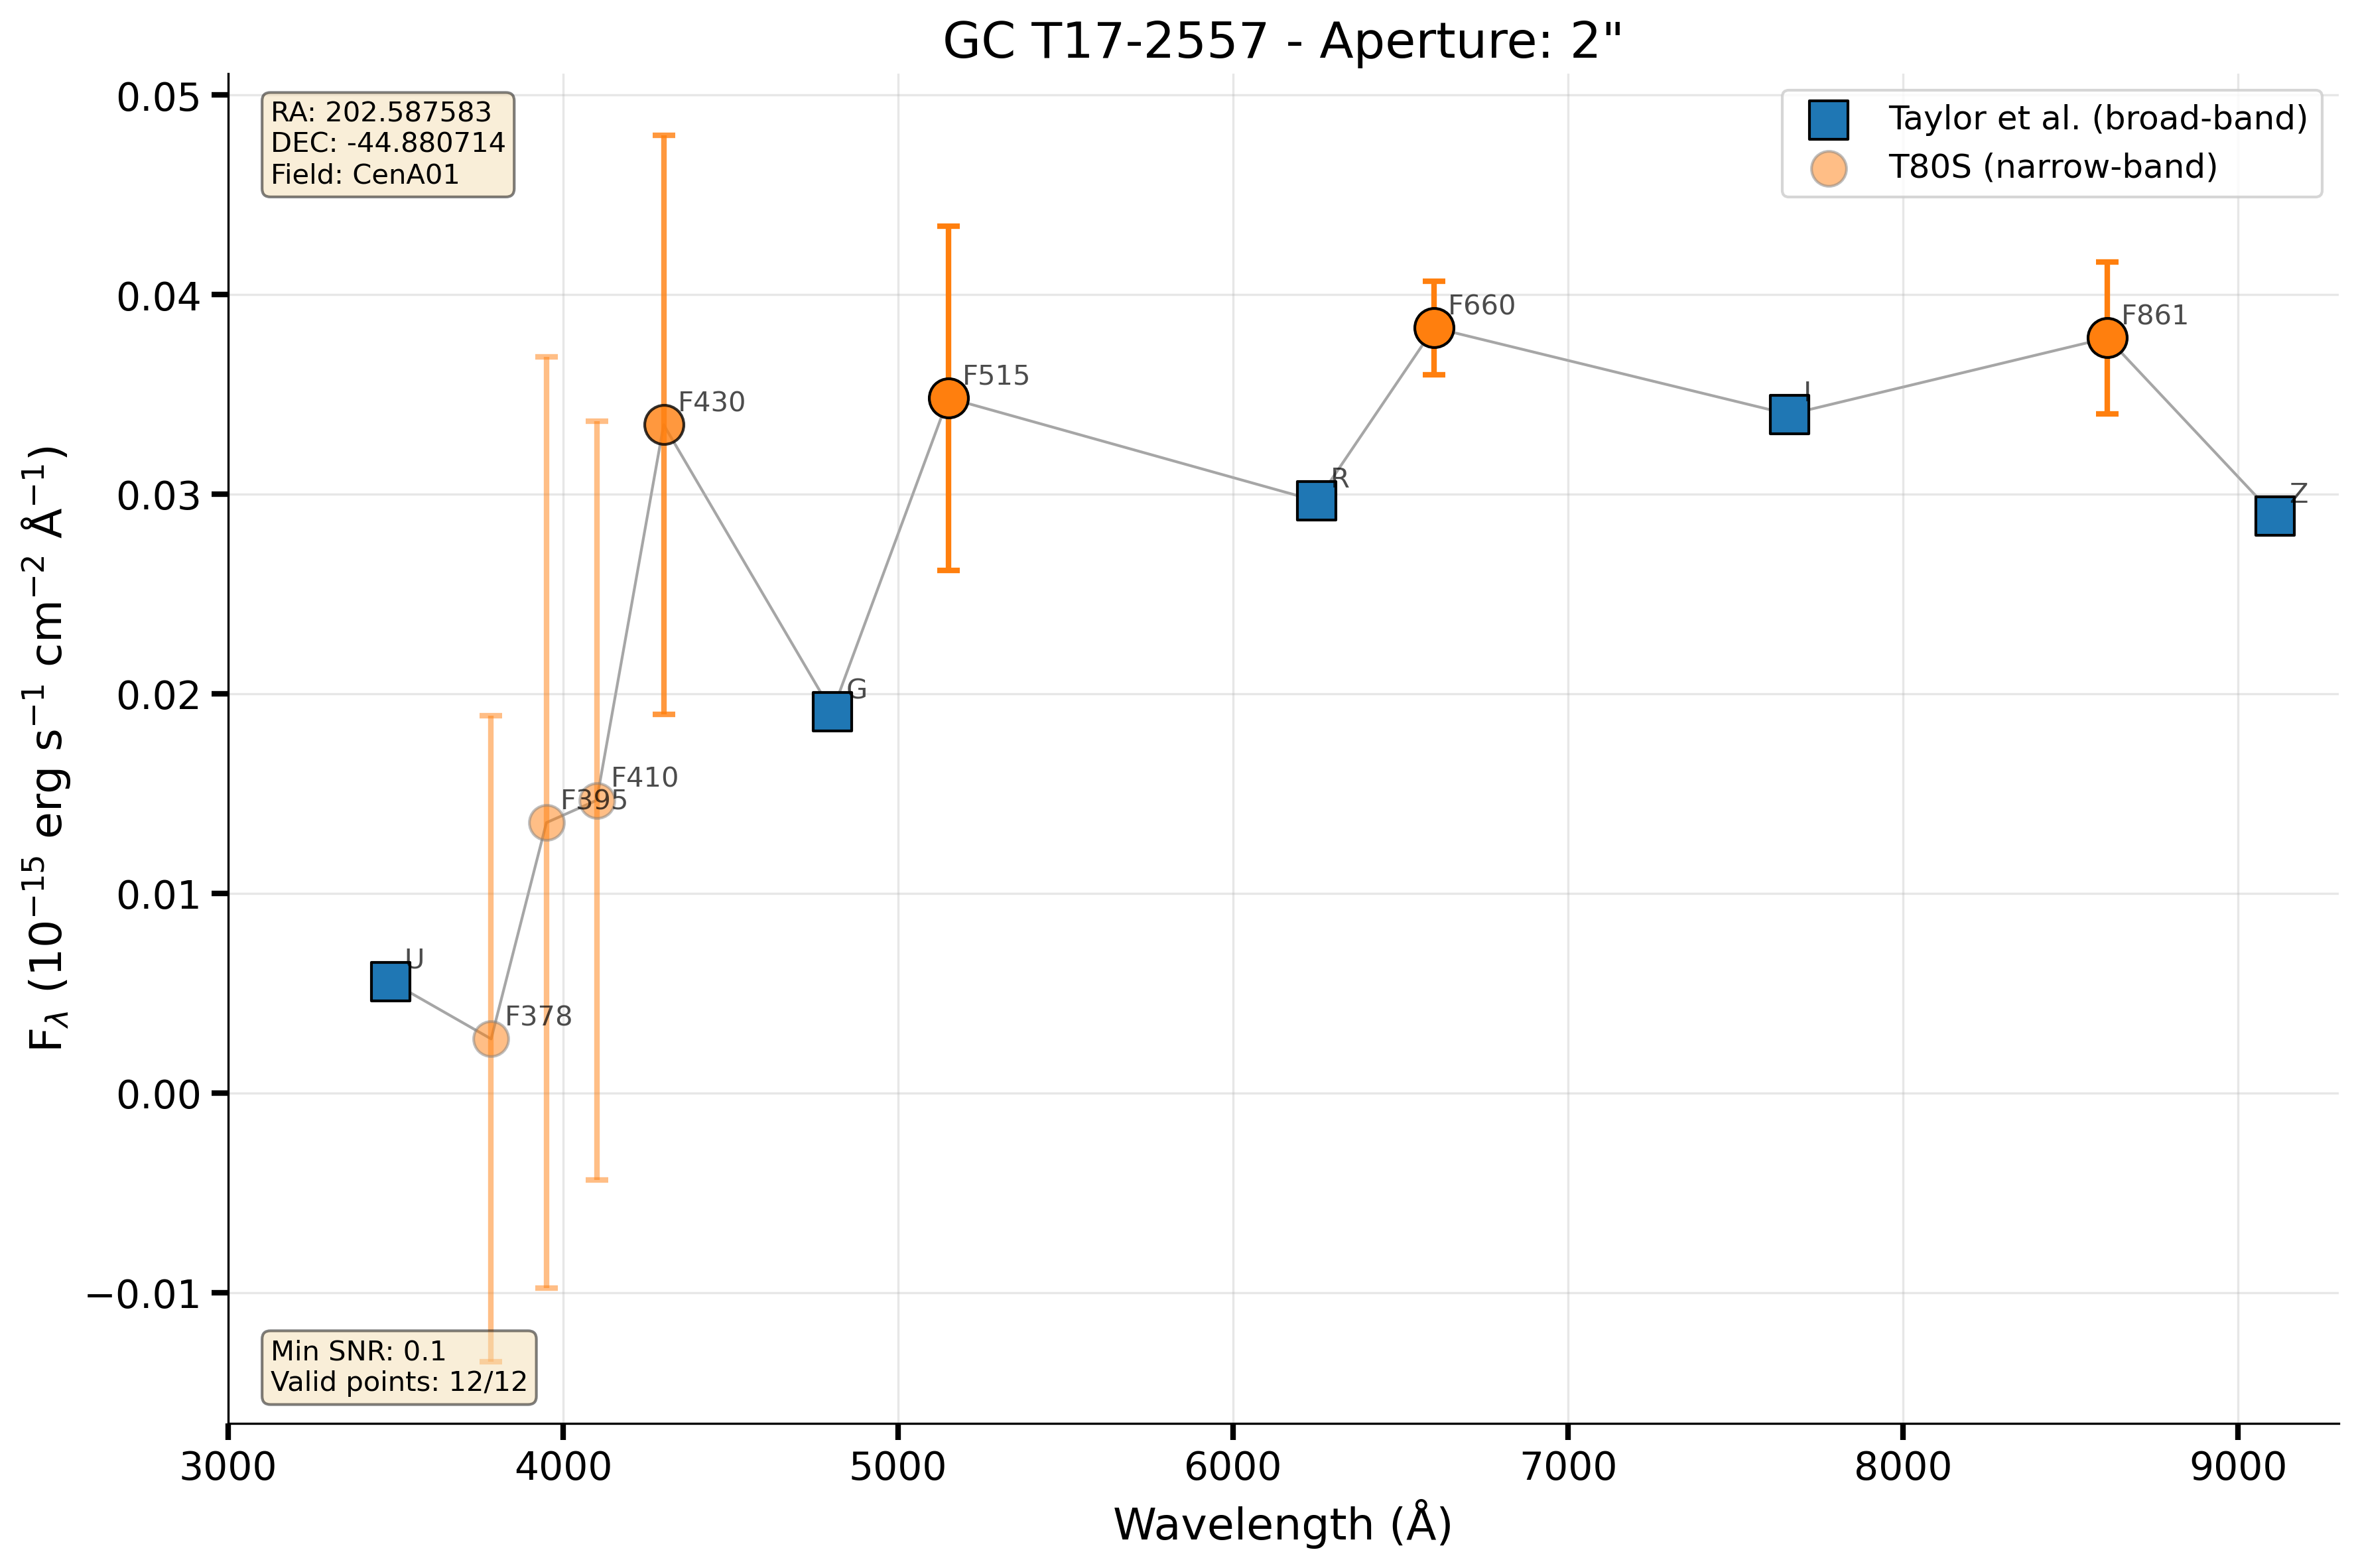 GC T17-2557 - Aperture: 2"
RA: 202.587583
DEC: -44.880714
Field: CenA01
Taylor et al. (broad-band)
T80S (narrow-band)
0.05
0.04
0.03
0.02
0.01
0.00
−0.01
F$_λ$ (10⁻¹⁵ erg s⁻¹ cm⁻² Å⁻¹)
U
F378
F395
F410
F430
G
F515
R
F660
I
F861
Z
Min SNR: 0.1
Valid points: 12/12
3000 4000 5000 6000 7000 8000 9000
Wavelength (Å)